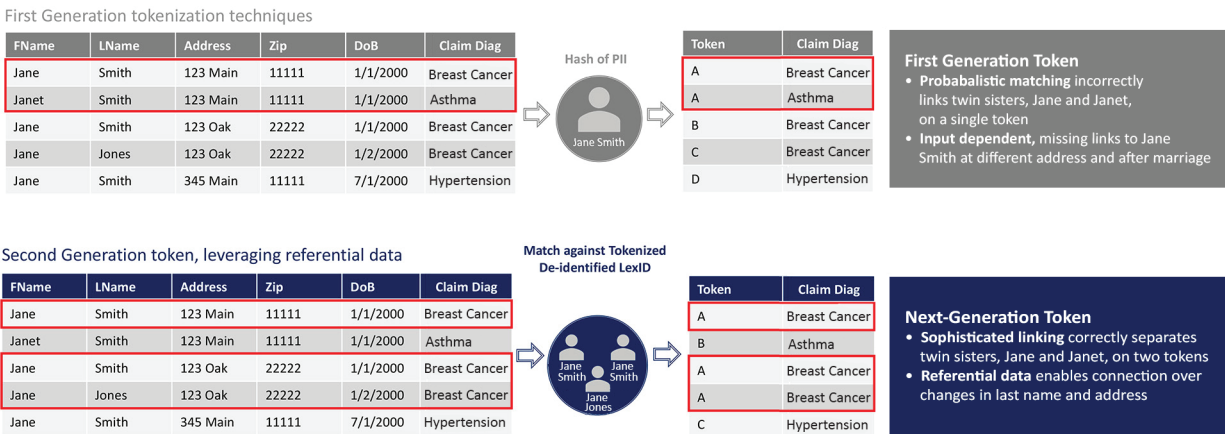 First Generation tokenization techniques
FName LName Address Zip DoB Claim Diag
Jane Smith 123 Main 11111 1/1/2000 Breast Cancer
Janet Smith 123 Main 11111 1/1/2000 Asthma
Jane Smith 123 Oak 22222 1/1/2000 Breast Cancer
Jane Jones 123 Oak 22222 1/2/2000 Breast Cancer
Jane Smith 345 Main 11111 7/1/2000 Hypertension
Hash of PII
Jane Smith
Token Claim Diag
A Breast Cancer
A Asthma
B Breast Cancer
C Breast Cancer
D Hypertension
First Generation Token
• Probabalistic matching incorrectly
links twin sisters, Jane and Janet,
on a single token
• Input dependent, missing links to Jane
Smith at different address and after marriage
Second Generation token, leveraging referential data
FName LName Address Zip DoB Claim Diag
Jane Smith 123 Main 11111 1/1/2000 Breast Cancer
Janet Smith 123 Main 11111 1/1/2000 Asthma
Jane Smith 123 Oak 22222 1/1/2000 Breast Cancer
Jane Jones 123 Oak 22222 1/2/2000 Breast Cancer
Jane Smith 345 Main 11111 7/1/2000 Hypertension
Match against Tokenized
De-identified LexID
Jane Jane
Smith Smith
Jane
Jones
Token Claim Diag
A Breast Cancer
B Asthma
A Breast Cancer
A Breast Cancer
C Hypertension
Next-Generation Token
• Sophisticated linking correctly separates
twin sisters, Jane and Janet, on two tokens
• Referential data enables connection over
changes in last name and address